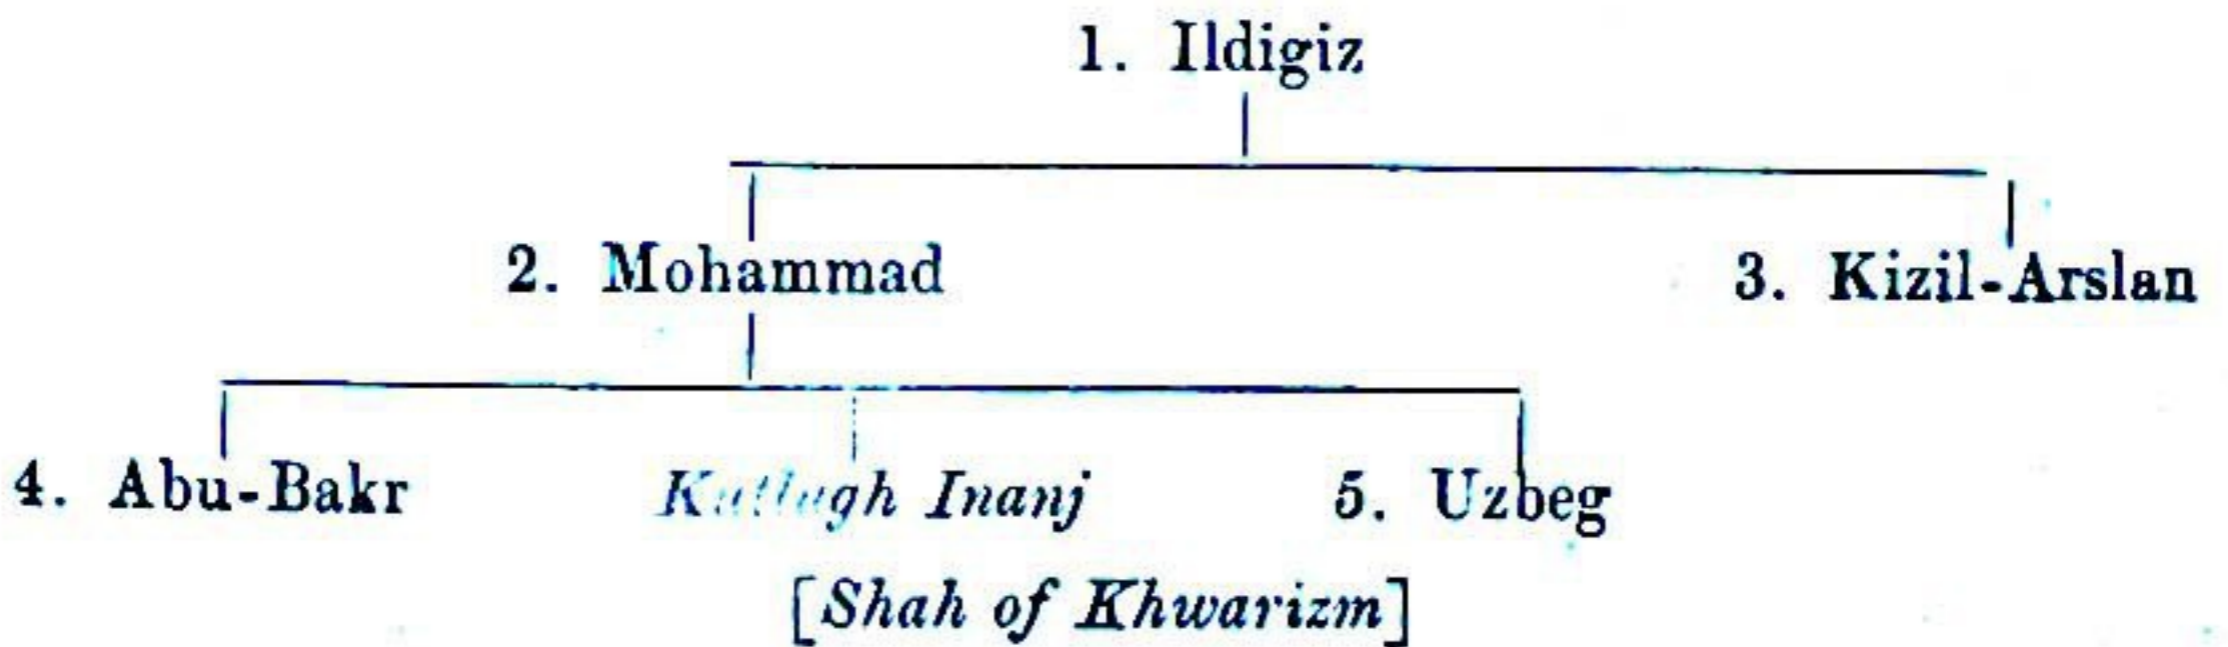 1. Ildigiz
2. Mohammad 3. Kizil-Arslan
4. Abu-Bakr Kutlugh Inanj 5. Uzbeg
[Shah of Khwarizm]